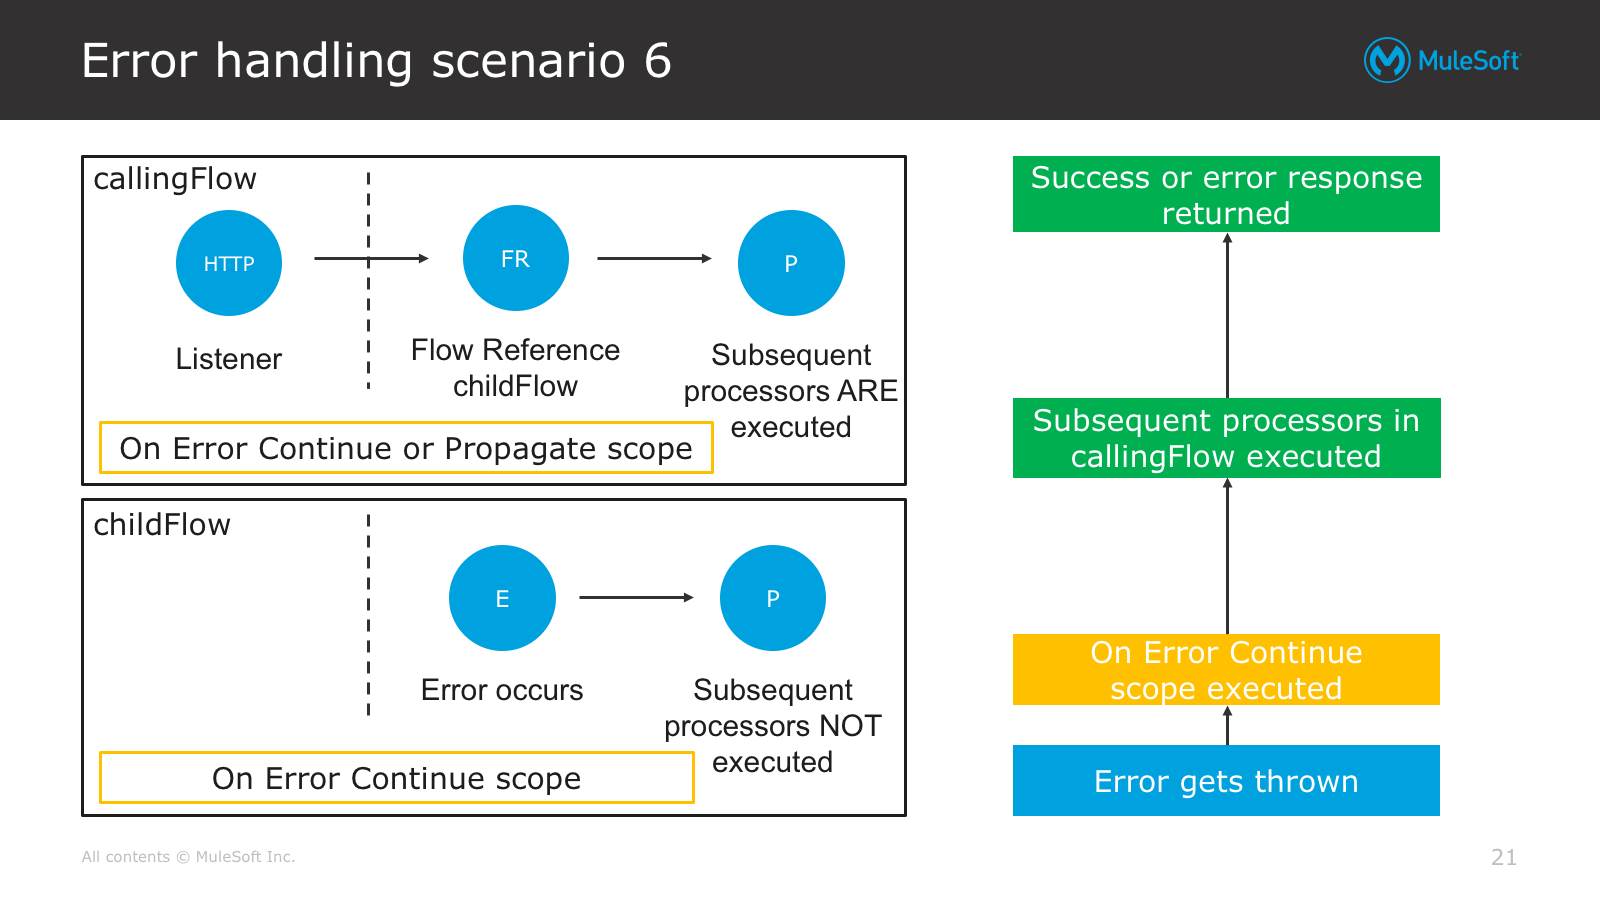 Error handling scenario 6
MuleSoft
callingFlow
HTTP
FR
P
Listener
Flow Reference
childFlow
Subsequent
processors ARE
executed
On Error Continue or Propagate scope
childFlow
E
P
Error occurs
Subsequent
processors NOT
executed
On Error Continue scope
Success or error response
returned
Subsequent processors in
callingFlow executed
On Error Continue
scope executed
Error gets thrown
All contents © MuleSoft Inc.
21